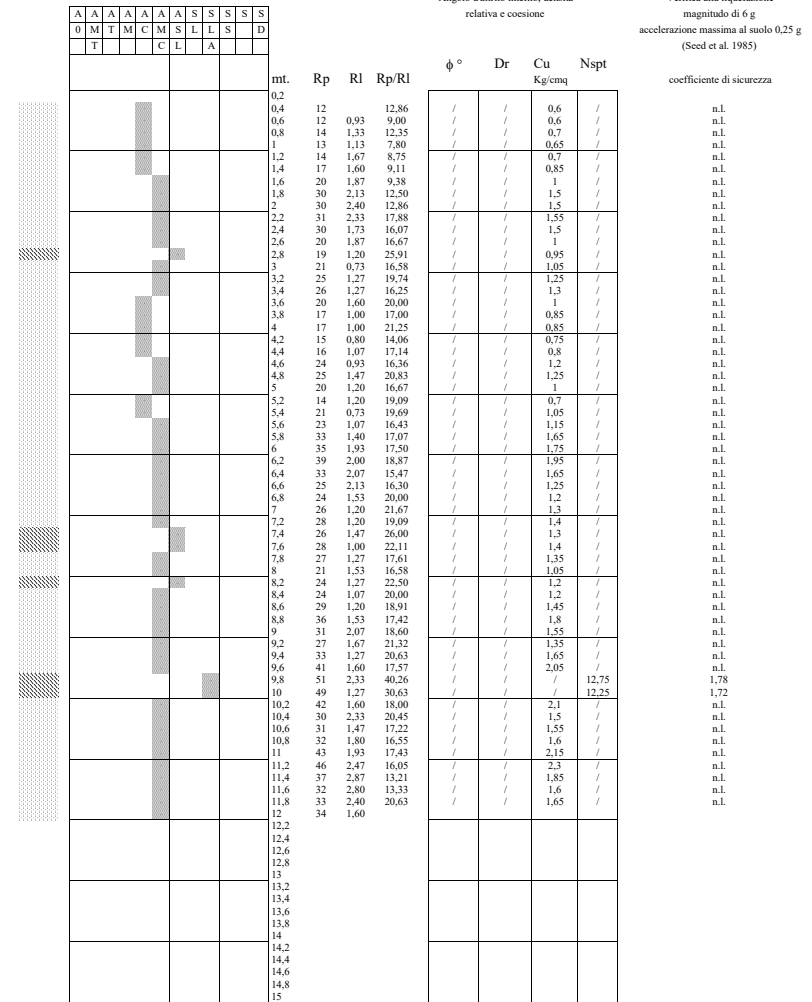 Angolo d'attrito interno, densità Verifica alla liquefazione
A A A A A A A S S S S S relativa e coesione magnitudo di 6 g
0 M T M C M S L L S D accelerazione massima al suolo 0,25 g
T C L A (Seed et al. 1985)
ϕ ° Dr Cu Nspt
mt. Rp Rl Rp/Rl Kg/cmq coefficiente di sicurezza
0,2
0,4 12 12,86 / / 0,6 / n.l.
0,6 12 0,93 9,00 / / 0,6 / n.l.
0,8 14 1,33 12,35 / / 0,7 / n.l.
1 13 1,13 7,80 / / 0,65 / n.l.
1,2 14 1,67 8,75 / / 0,7 / n.l.
1,4 17 1,60 9,11 / / 0,85 / n.l.
1,6 20 1,87 9,38 / / 1 / n.l.
1,8 30 2,13 12,50 / / 1,5 / n.l.
2 30 2,40 12,86 / / 1,5 / n.l.
2,2 31 2,33 17,88 / / 1,55 / n.l.
2,4 30 1,73 16,07 / / 1,5 / n.l.
2,6 20 1,87 16,67 / / 1 / n.l.
2,8 19 1,20 25,91 / / 0,95 / n.l.
3 21 0,73 16,58 / / 1,05 / n.l.
3,2 25 1,27 19,74 / / 1,25 / n.l.
3,4 26 1,27 16,25 / / 1,3 / n.l.
3,6 20 1,60 20,00 / / 1 / n.l.
3,8 17 1,00 17,00 / / 0,85 / n.l.
4 17 1,00 21,25 / / 0,85 / n.l.
4,2 15 0,80 14,06 / / 0,75 / n.l.
4,4 16 1,07 17,14 / / 0,8 / n.l.
4,6 24 0,93 16,36 / / 1,2 / n.l.
4,8 25 1,47 20,83 / / 1,25 / n.l.
5 20 1,20 16,67 / / 1 / n.l.
5,2 14 1,20 19,09 / / 0,7 / n.l.
5,4 21 0,73 19,69 / / 1,05 / n.l.
5,6 23 1,07 16,43 / / 1,15 / n.l.
5,8 33 1,40 17,07 / / 1,65 / n.l.
6 35 1,93 17,50 / / 1,75 / n.l.
6,2 39 2,00 18,87 / / 1,95 / n.l.
6,4 33 2,07 15,47 / / 1,65 / n.l.
6,6 25 2,13 16,30 / / 1,25 / n.l.
6,8 24 1,53 20,00 / / 1,2 / n.l.
7 26 1,20 21,67 / / 1,3 / n.l.
7,2 28 1,20 19,09 / / 1,4 / n.l.
7,4 26 1,47 26,00 / / 1,3 / n.l.
7,6 28 1,00 22,11 / / 1,4 / n.l.
7,8 27 1,27 17,61 / / 1,35 / n.l.
8 21 1,53 16,58 / / 1,05 / n.l.
8,2 24 1,27 22,50 / / 1,2 / n.l.
8,4 24 1,07 20,00 / / 1,2 / n.l.
8,6 29 1,20 18,91 / / 1,45 / n.l.
8,8 36 1,53 17,42 / / 1,8 / n.l.
9 31 2,07 18,60 / / 1,55 / n.l.
9,2 27 1,67 21,32 / / 1,35 / n.l.
9,4 33 1,27 20,63 / / 1,65 / n.l.
9,6 41 1,60 17,57 / / 2,05 / n.l.
9,8 51 2,33 40,26 / / / 12,75 1,78
10 49 1,27 30,63 / / / 12,25 1,72
10,2 42 1,60 18,00 / / 2,1 / n.l.
10,4 30 2,33 20,45 / / 1,5 / n.l.
10,6 31 1,47 17,22 / / 1,55 / n.l.
10,8 32 1,80 16,55 / / 1,6 / n.l.
11 43 1,93 17,43 / / 2,15 / n.l.
11,2 46 2,47 16,05 / / 2,3 / n.l.
11,4 37 2,87 13,21 / / 1,85 / n.l.
11,6 32 2,80 13,33 / / 1,6 / n.l.
11,8 33 2,40 20,63 / / 1,65 / n.l.
12 34 1,60
12,2
12,4
12,6
12,8
13
13,2
13,4
13,6
13,8
14
14,2
14,4
14,6
14,8
15